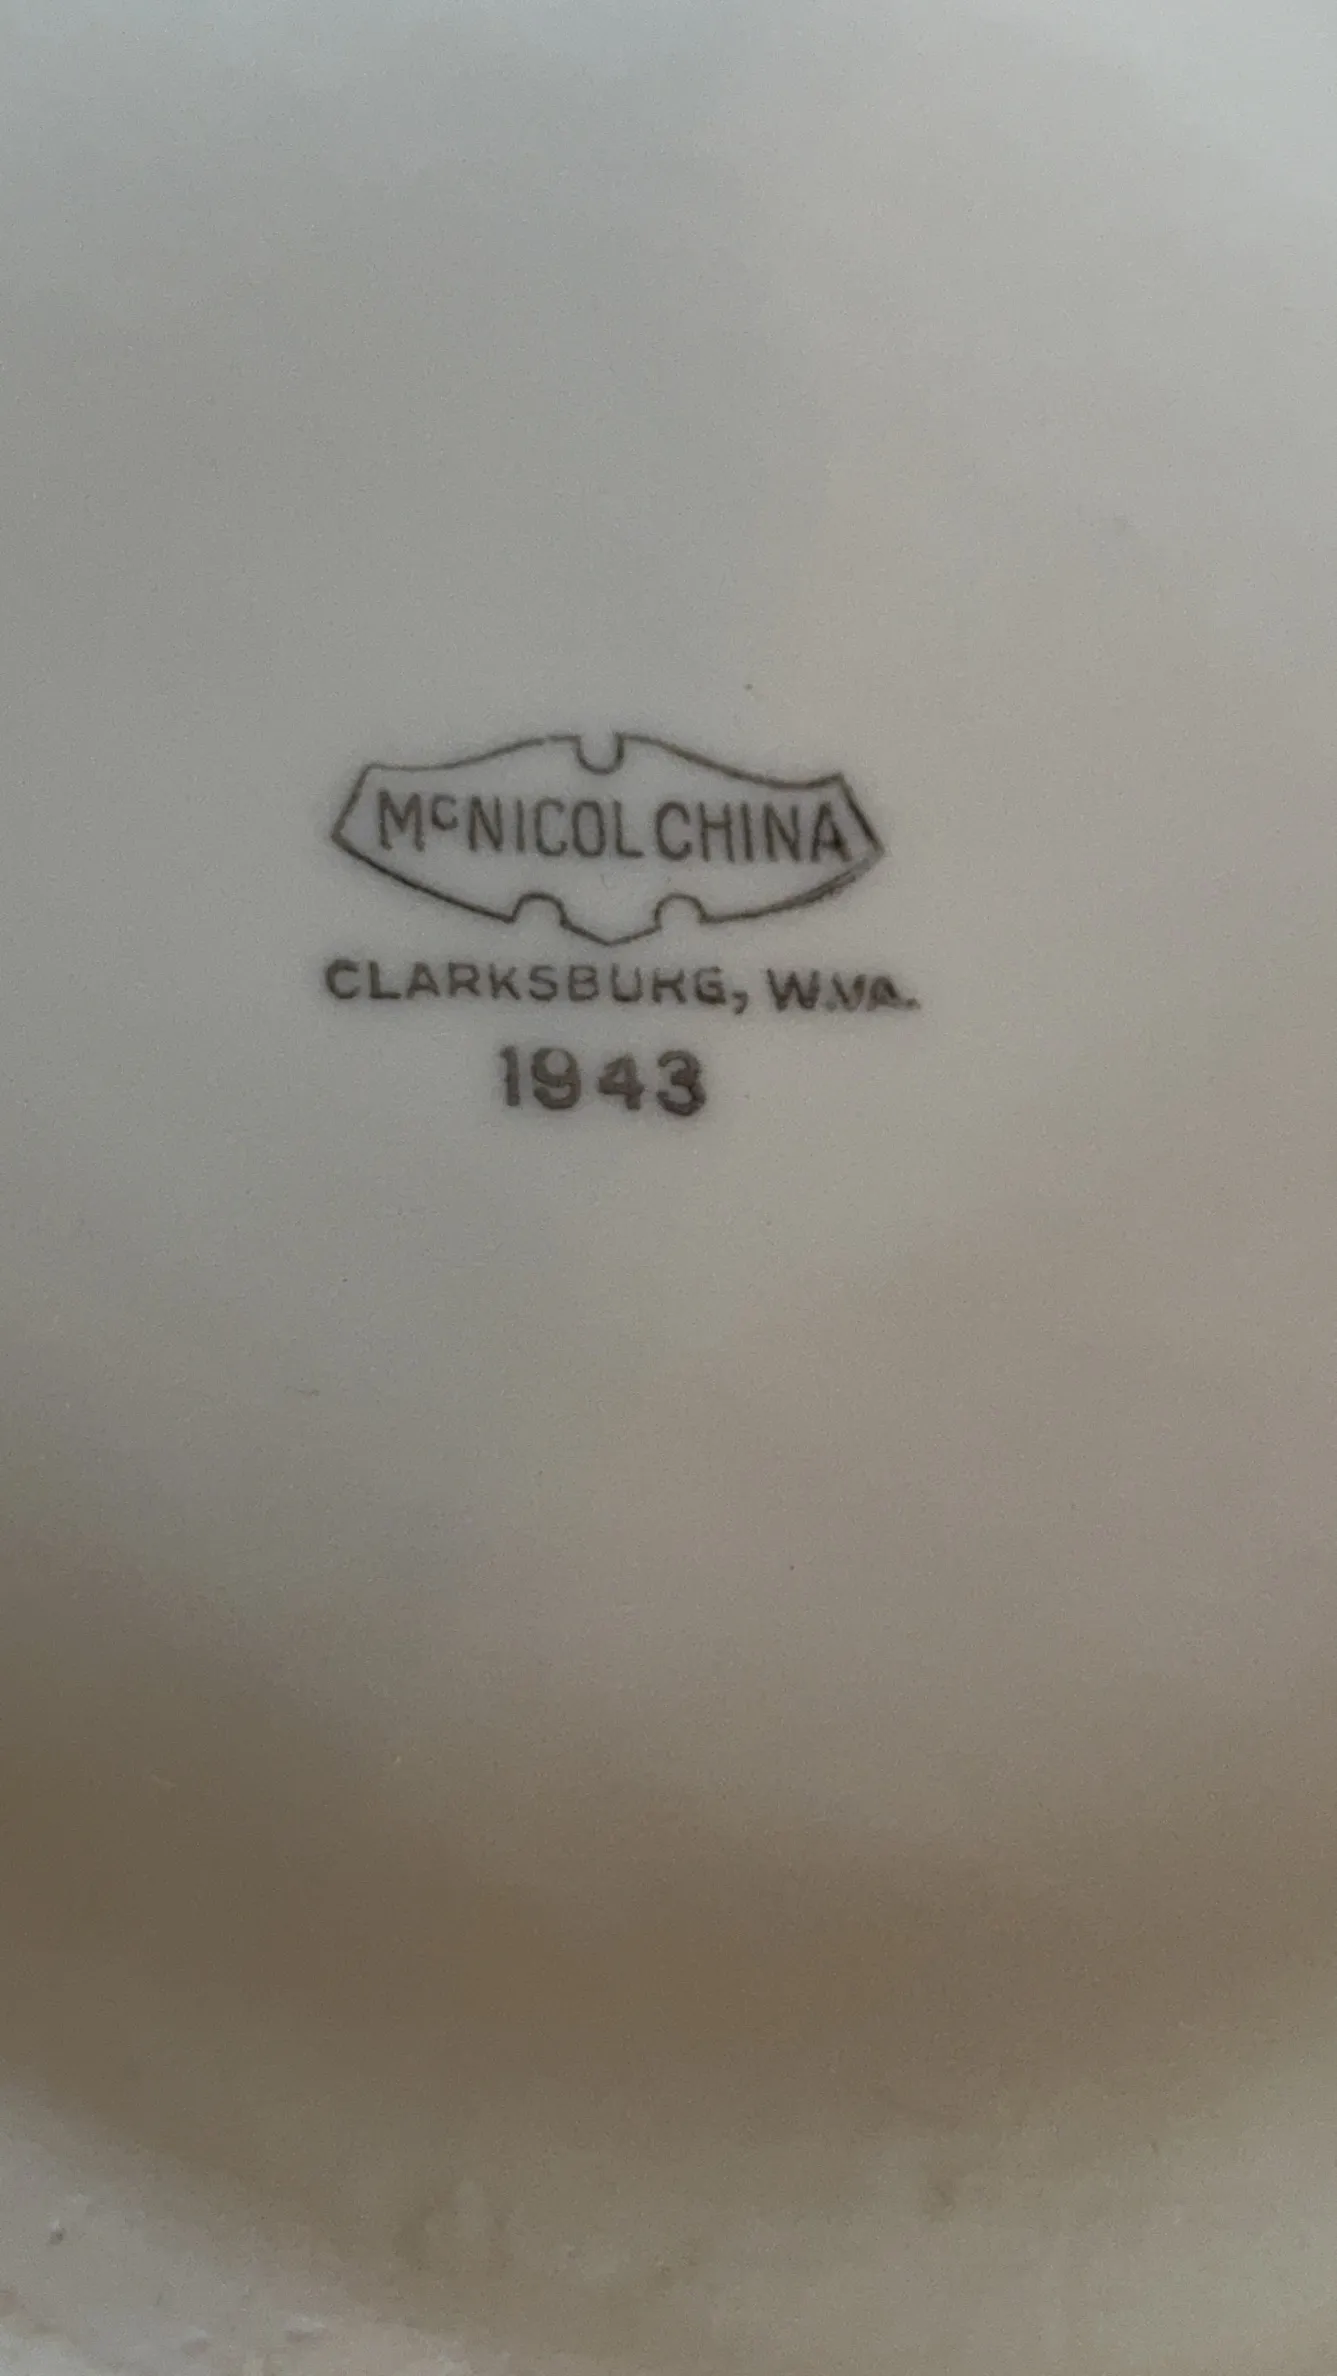 McNICOL CHINA
CLARKSBURG, W.VA.
1943